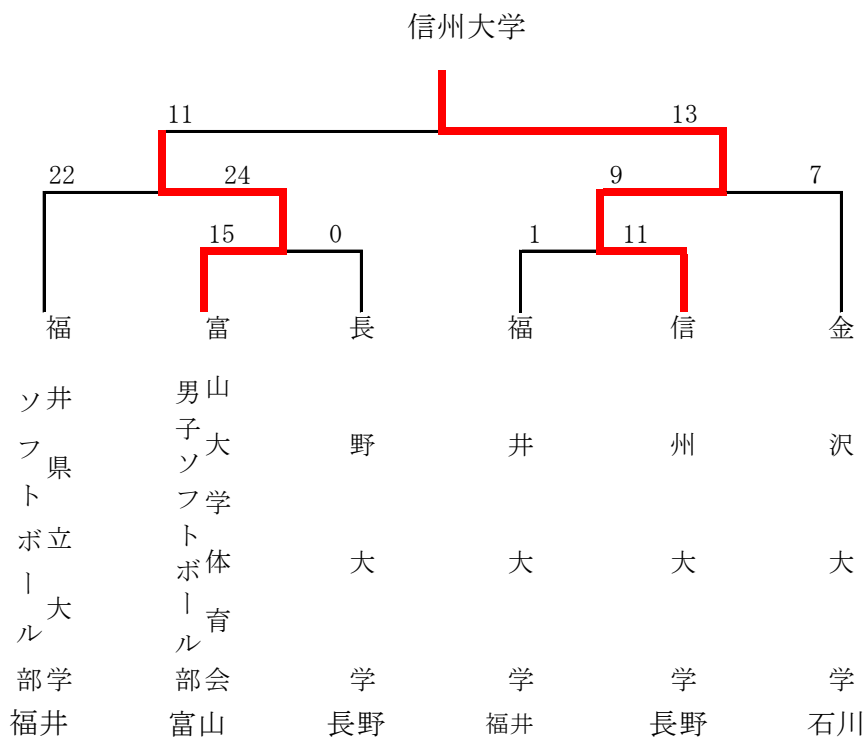 信州大学
11 13
22 24 9 7
15 0 1 11
福井県立大学
ソフトボール部
富山大学体育会
男子ソフトボール部
長野大学
福井大学
信州大学
金沢大学
福井 富山 長野 福井 長野 石川